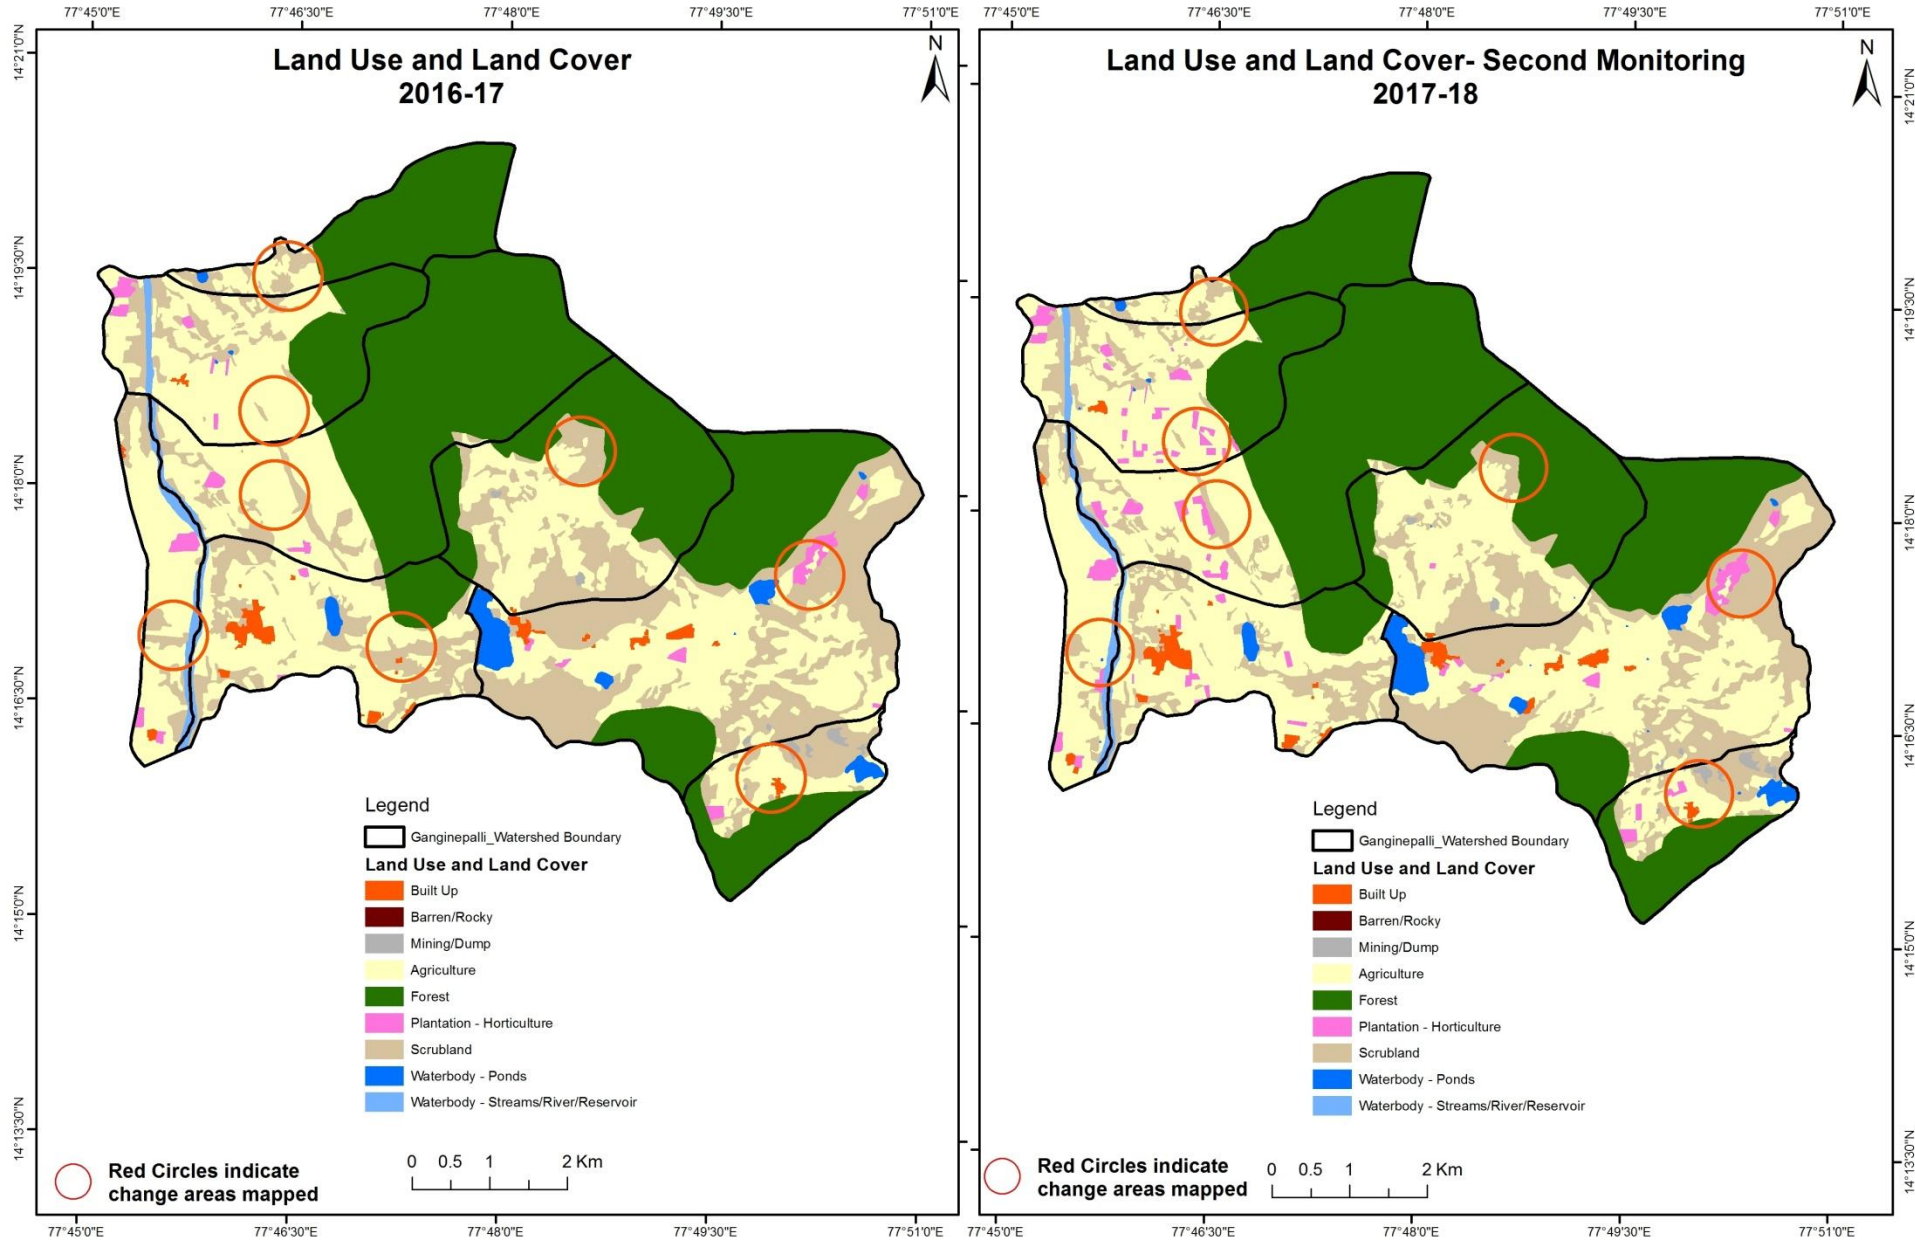 77°45'0"E 77°46'30"E 77°48'0"E 77°49'30"E 77°51'0"E
Land Use and Land Cover
2016-17
N
14°21'0"N
14°19'30"N
14°18'0"N
14°16'30"N
14°15'0"N
14°13'30"N
Legend
Ganginepalli_Watershed Boundary
Land Use and Land Cover
Built Up
Barren/Rocky
Mining/Dump
Agriculture
Forest
Plantation - Horticulture
Scrubland
Waterbody - Ponds
Waterbody - Streams/River/Reservoir
Red Circles indicate
change areas mapped
0 0.5 1 2 Km
77°45'0"E 77°46'30"E 77°48'0"E 77°49'30"E 77°51'0"E
77°45'0"E 77°46'30"E 77°48'0"E 77°49'30"E 77°51'0"E
Land Use and Land Cover- Second Monitoring
2017-18
N
14°21'0"N
14°19'30"N
14°18'0"N
14°16'30"N
14°15'0"N
14°13'30"N
Legend
Ganginepalli_Watershed Boundary
Land Use and Land Cover
Built Up
Barren/Rocky
Mining/Dump
Agriculture
Forest
Plantation - Horticulture
Scrubland
Waterbody - Ponds
Waterbody - Streams/River/Reservoir
Red Circles indicate
change areas mapped
0 0.5 1 2 Km
77°45'0"E 77°46'30"E 77°48'0"E 77°49'30"E 77°51'0"E